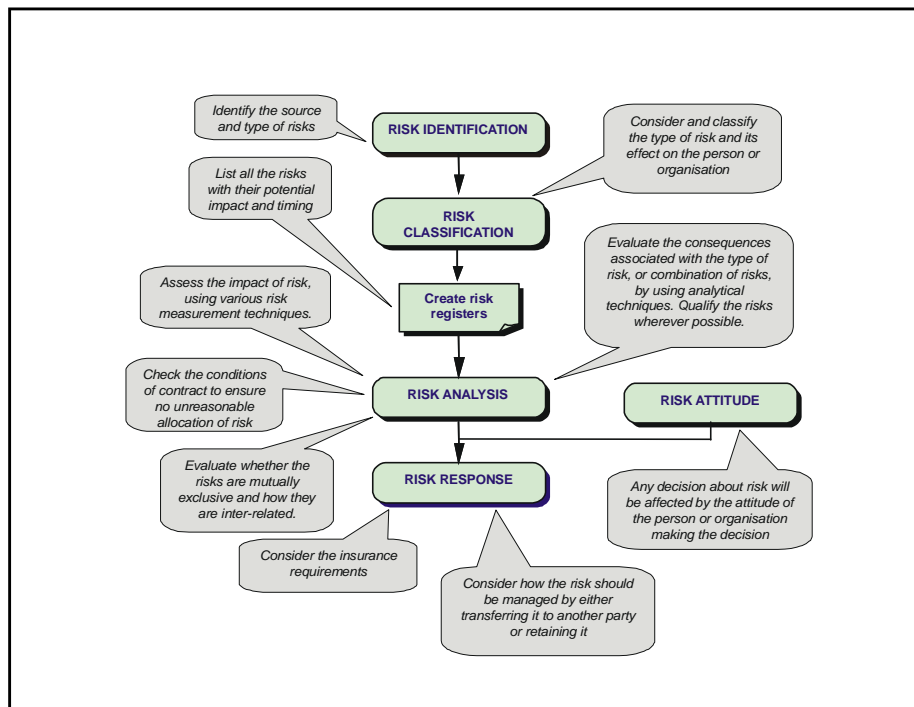 Identify the source
and type of risks
RISK IDENTIFICATION
Consider and classify
the type of risk and its
effect on the person or
organisation
List all the risks
with their potential
impact and timing
RISK
CLASSIFICATION
Evaluate the consequences
associated with the type of
risk, or combination of risks,
by using analytical
techniques. Qualify the risks
wherever possible.
Assess the impact of risk,
using various risk
measurement techniques.
Create risk
registers
Check the conditions
of contract to ensure
no unreasonable
allocation of risk
RISK ANALYSIS
RISK ATTITUDE
Evaluate whether the
risks are mutually
exclusive and how they
are inter-related.
RISK RESPONSE
Any decision about risk will
be affected by the attitude of
the person or organisation
making the decision
Consider the insurance
requirements
Consider how the risk should
be managed by either
transferring it to another party
or retaining it